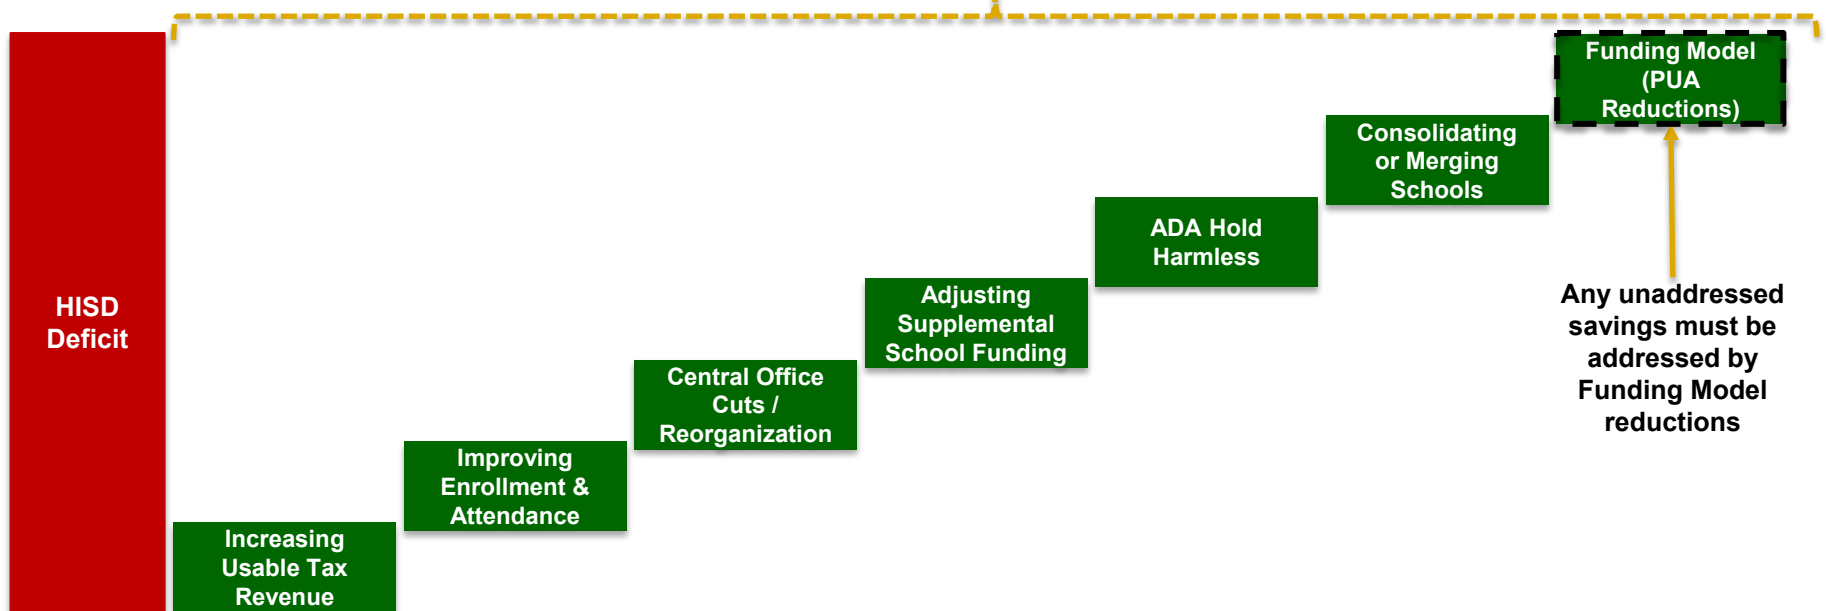 HISD
Deficit
Increasing
Usable Tax
Revenue
Improving
Enrollment &
Attendance
Central Office
Cuts /
Reorganization
Adjusting
Supplemental
School Funding
ADA Hold
Harmless
Consolidating
or Merging
Schools
Funding Model
(PUA
Reductions)
Any unaddressed
savings must be
addressed by
Funding Model
reductions